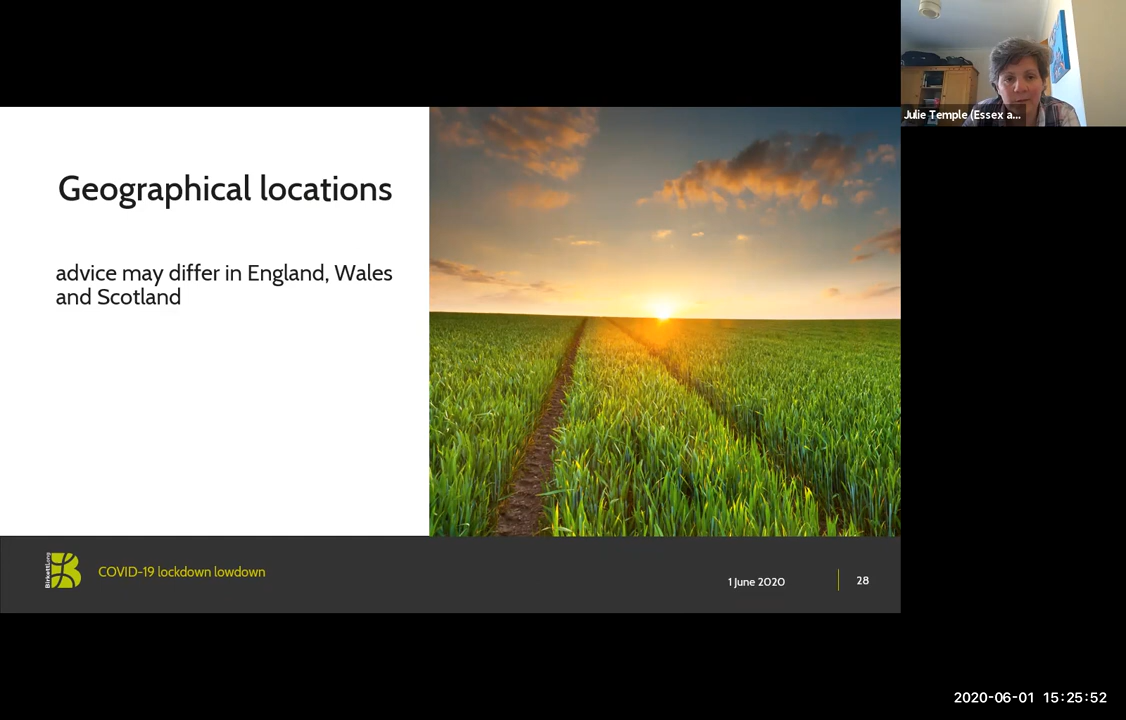 Julie Temple (Essex a...
Geographical locations
advice may differ in England, Wales
and Scotland
BirkettLong
COVID-19 lockdown lowdown
1 June 2020
28
2020-06-01 15:25:52